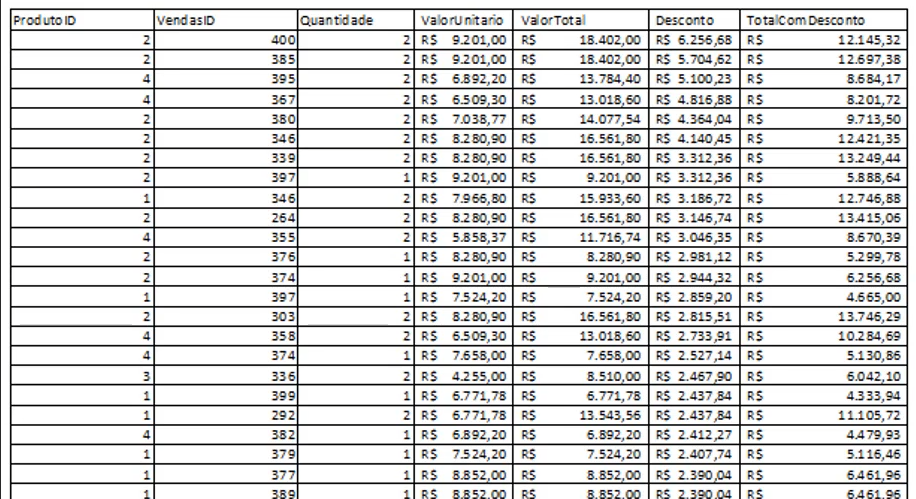 ProdutoID VendasID Quantidade ValorUnitario ValorTotal Desconto TotalComDesconto
2 400 2 R$ 9.201,00 R$ 18.402,00 R$ 6.256,68 R$ 12.145,32
2 385 2 R$ 9.201,00 R$ 18.402,00 R$ 5.704,62 R$ 12.697,38
4 395 2 R$ 6.892,20 R$ 13.784,40 R$ 5.100,23 R$ 8.684,17
4 367 2 R$ 6.509,30 R$ 13.018,60 R$ 4.816,88 R$ 8.201,72
2 380 2 R$ 7.038,77 R$ 14.077,54 R$ 4.364,04 R$ 9.713,50
2 346 2 R$ 8.280,90 R$ 16.561,80 R$ 4.140,45 R$ 12.421,35
2 339 2 R$ 8.280,90 R$ 16.561,80 R$ 3.312,36 R$ 13.249,44
2 397 1 R$ 9.201,00 R$ 9.201,00 R$ 3.312,36 R$ 5.888,64
1 346 2 R$ 7.966,80 R$ 15.933,60 R$ 3.186,72 R$ 12.746,88
2 264 2 R$ 8.280,90 R$ 16.561,80 R$ 3.146,74 R$ 13.415,06
4 355 2 R$ 5.858,37 R$ 11.716,74 R$ 3.046,35 R$ 8.670,39
2 376 1 R$ 8.280,90 R$ 8.280,90 R$ 2.981,12 R$ 5.299,78
2 374 1 R$ 9.201,00 R$ 9.201,00 R$ 2.944,32 R$ 6.256,68
1 397 1 R$ 7.524,20 R$ 7.524,20 R$ 2.859,20 R$ 4.665,00
2 303 2 R$ 8.280,90 R$ 16.561,80 R$ 2.815,51 R$ 13.746,29
4 358 2 R$ 6.509,30 R$ 13.018,60 R$ 2.733,91 R$ 10.284,69
4 374 1 R$ 7.658,00 R$ 7.658,00 R$ 2.527,14 R$ 5.130,86
3 336 2 R$ 4.255,00 R$ 8.510,00 R$ 2.467,90 R$ 6.042,10
1 399 1 R$ 6.771,78 R$ 6.771,78 R$ 2.437,84 R$ 4.333,94
1 292 2 R$ 6.771,78 R$ 13.543,56 R$ 2.437,84 R$ 11.105,72
4 382 1 R$ 6.892,20 R$ 6.892,20 R$ 2.412,27 R$ 4.479,93
1 379 1 R$ 7.524,20 R$ 7.524,20 R$ 2.407,74 R$ 5.116,46
1 377 1 R$ 8.852,00 R$ 8.852,00 R$ 2.390,04 R$ 6.461,96
1 389 1 R$ 8.852,00 R$ 8.852,00 R$ 2.390,04 R$ 6.461,96